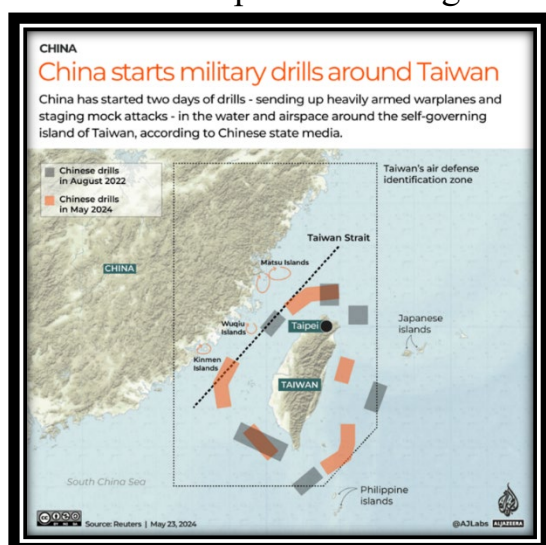 CHINA
China starts military drills around Taiwan
China has started two days of drills - sending up heavily armed warplanes and
staging mock attacks - in the water and airspace around the self-governing
island of Taiwan, according to Chinese state media.
Chinese drills
in August 2022
Chinese drills
in May 2024
Taiwan's air defense
identification zone
Taiwan Strait
Matsu Islands
CHINA
Wuqiu
Islands
Taipei
Japanese
islands
Kinmen
Islands
TAIWAN
South China Sea
Philippine
islands
Source: Reuters | May 23, 2024
@AJLabs ALJAZEERA